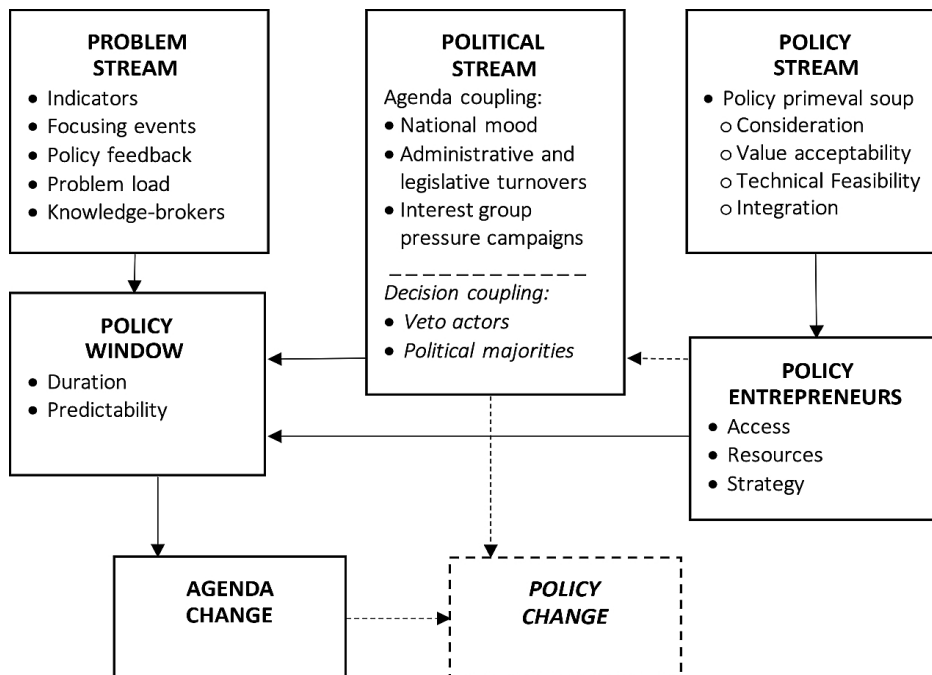 PROBLEM
STREAM
• Indicators
• Focusing events
• Policy feedback
• Problem load
• Knowledge-brokers
POLITICAL
STREAM
Agenda coupling:
• National mood
• Administrative and
legislative turnovers
• Interest group
pressure campaigns
Decision coupling:
• Veto actors
• Political majorities
POLICY
STREAM
• Policy primeval soup
o Consideration
o Value acceptability
o Technical Feasibility
o Integration
POLICY
WINDOW
• Duration
• Predictability
POLICY
ENTREPRENEURS
• Access
• Resources
• Strategy
AGENDA
CHANGE
POLICY
CHANGE